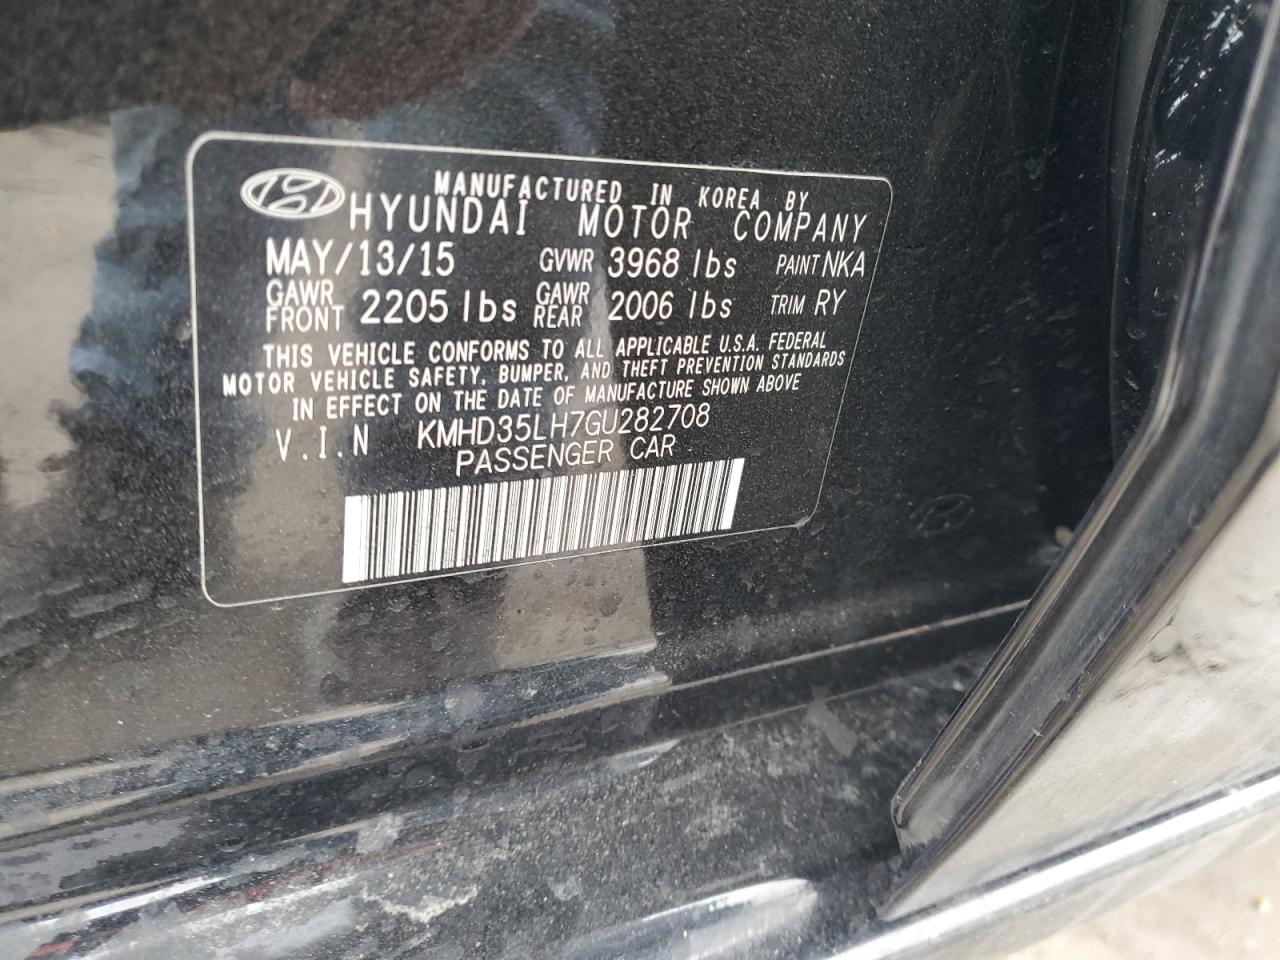 MANUFACTURED IN KOREA BY
HYUNDAI MOTOR COMPANY
MAY/13/15 GVWR 3968 lbs PAINT NKA
GAWR FRONT 2205 lbs GAWR REAR 2006 lbs TRIM RY
THIS VEHICLE CONFORMS TO ALL APPLICABLE U.S.A. FEDERAL
MOTOR VEHICLE SAFETY, BUMPER, AND THEFT PREVENTION STANDARDS
IN EFFECT ON THE DATE OF MANUFACTURE SHOWN ABOVE
V.I.N KMHD35LH7GU282708
PASSENGER CAR